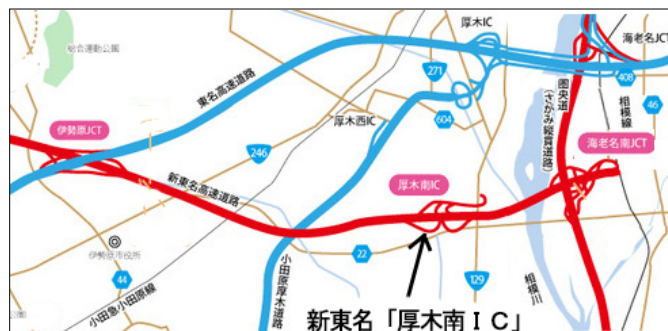 厚木IC
海老名JCT
総合運動公園
東名高速道路
271
408
圏央道
(さがみ縦貫道路)
相模線
46
伊勢原JCT
厚木西IC
604
246
海老名南JCT
新東名高速道路
厚木南IC
伊勢原市役所
22
44
小田急小田原線
小田原厚木道路
129
相模川
公園
新東名「厚木南IC」